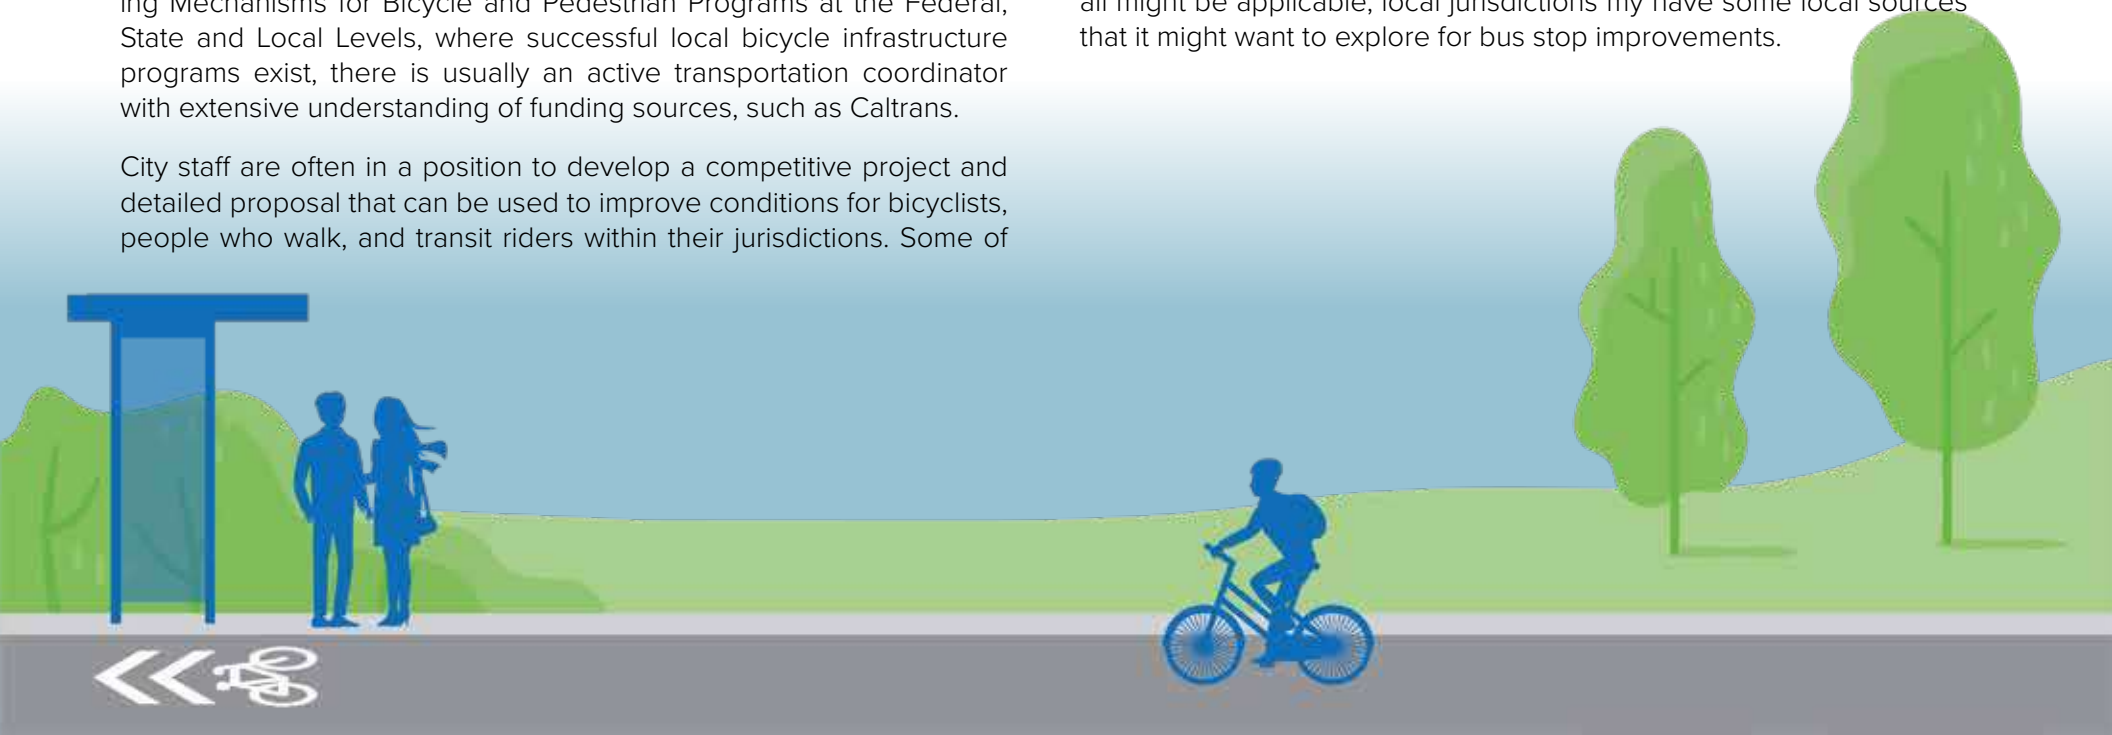 ing Mechanisms for Bicycle and Pedestrian Programs at the Federal,
State and Local Levels, where successful local bicycle infrastructure
programs exist, there is usually an active transportation coordinator
with extensive understanding of funding sources, such as Caltrans.
City staff are often in a position to develop a competitive project and
detailed proposal that can be used to improve conditions for bicyclists,
people who walk, and transit riders within their jurisdictions. Some of
all might be applicable, local jurisdictions my have some local sources
that it might want to explore for bus stop improvements.